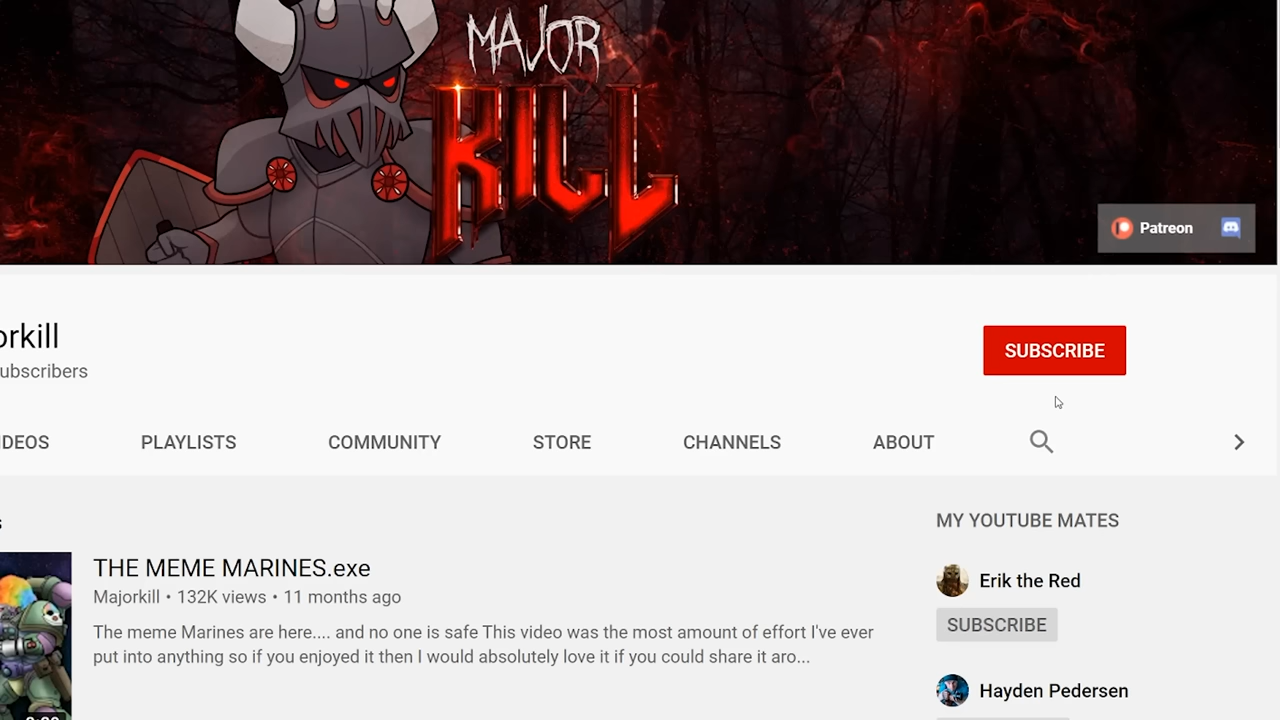 MAJOR
KILL
Patreon
orkill
ubscribers
SUBSCRIBE
IDEOS PLAYLISTS COMMUNITY STORE CHANNELS ABOUT
s
MY YOUTUBE MATES
THE MEME MARINES.exe
Majorkill • 132K views • 11 months ago
The meme Marines are here.... and no one is safe This video was the most amount of effort I've ever
put into anything so if you enjoyed it then I would absolutely love it if you could share it aro...
Erik the Red
SUBSCRIBE
Hayden Pedersen